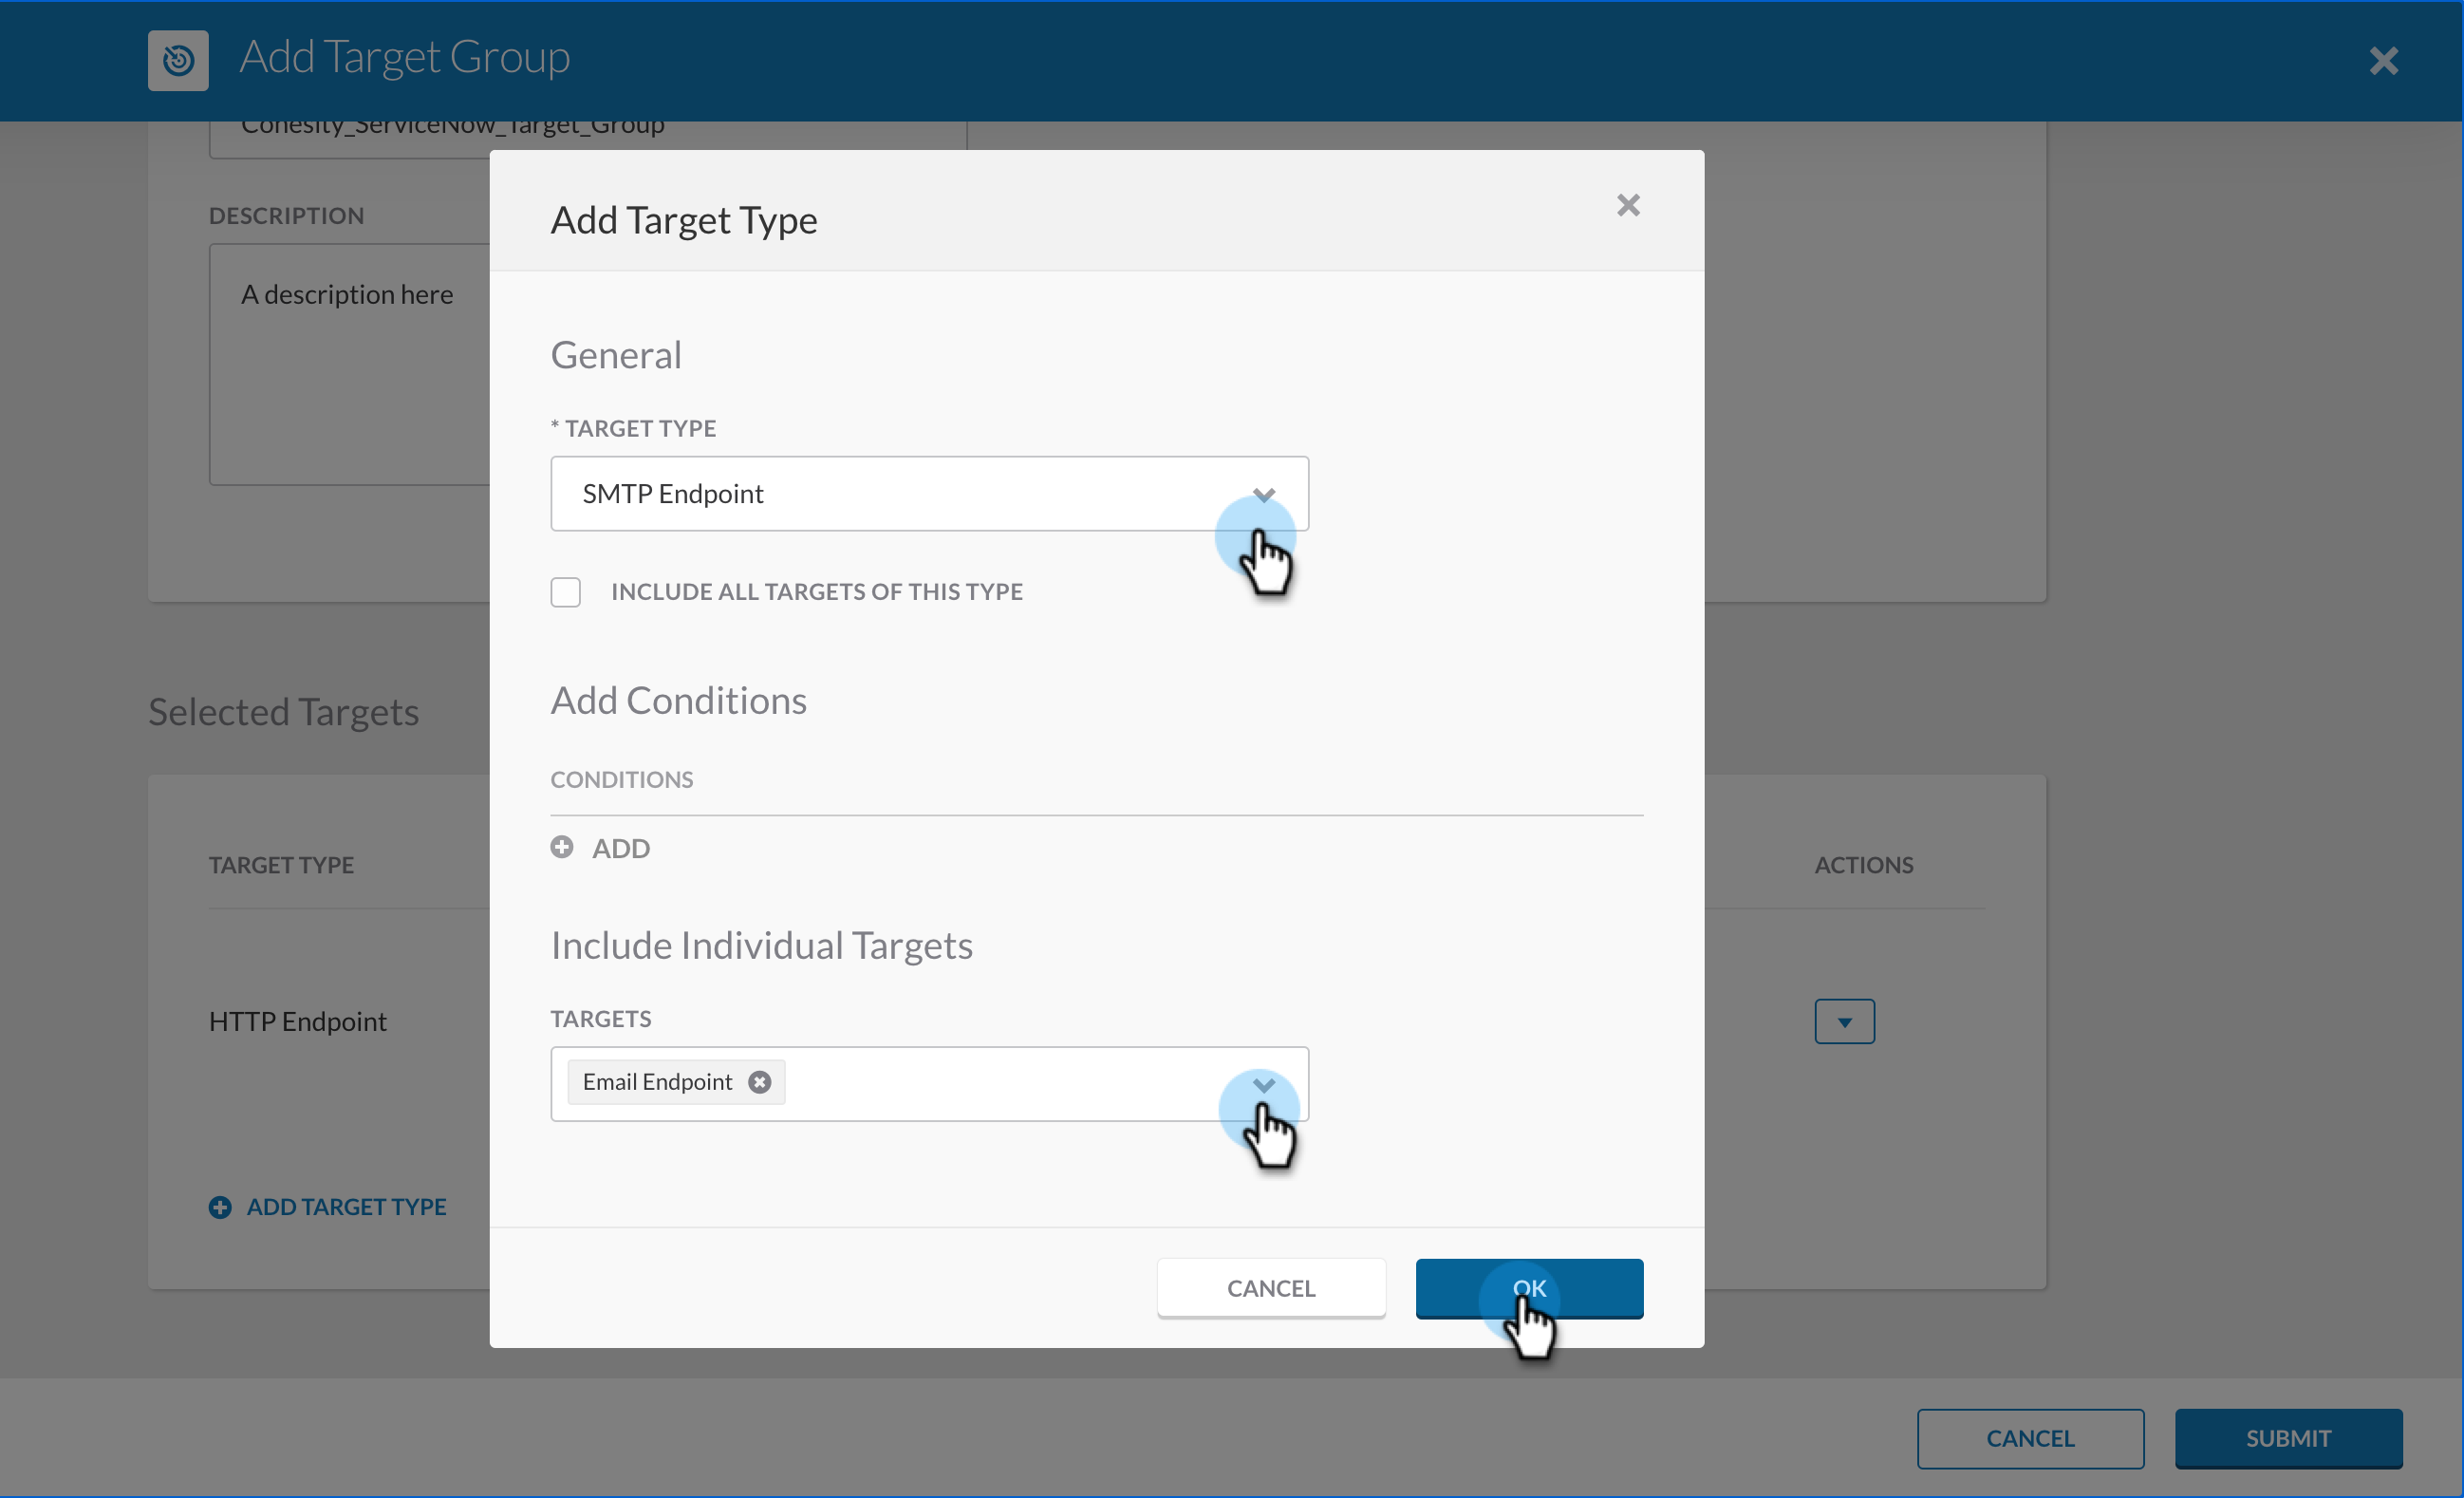 Add Target Group
Cohesity_ServiceNow_Target_Group
DESCRIPTION
A description here
Add Target Type
General
* TARGET TYPE
SMTP Endpoint
INCLUDE ALL TARGETS OF THIS TYPE
Add Conditions
CONDITIONS
ADD
Include Individual Targets
TARGETS
Email Endpoint
CANCEL
OK
Selected Targets
TARGET TYPE
ACTIONS
HTTP Endpoint
ADD TARGET TYPE
CANCEL
SUBMIT